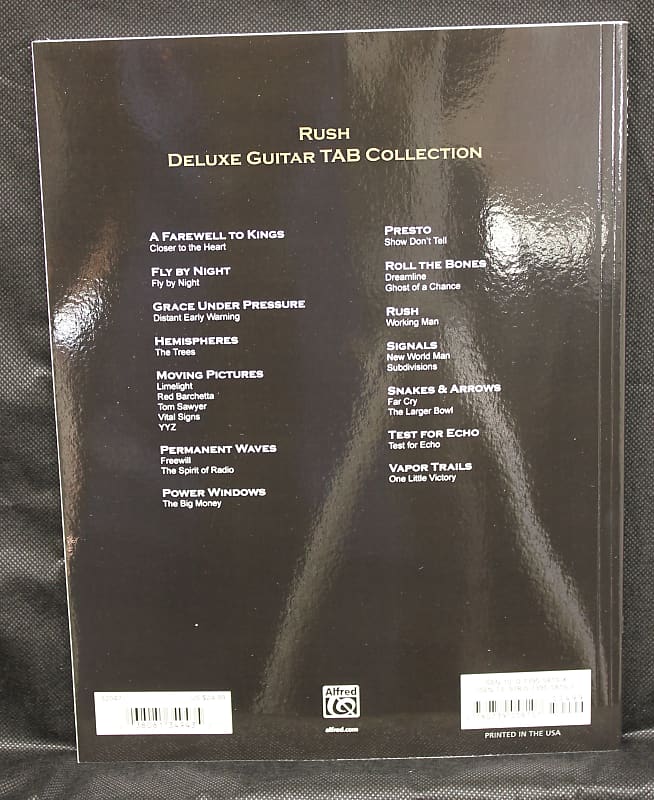 RUSH
DELUXE GUITAR TAB COLLECTION
A FAREWELL TO KINGS
Closer to the Heart
FLY BY NIGHT
Fly by Night
GRACE UNDER PRESSURE
Distant Early Warning
HEMISPHERES
The Trees
MOVING PICTURES
Limelight
Red Barchetta
Tom Sawyer
Vital Signs
YYZ
PERMANENT WAVES
Freewill
The Spirit of Radio
POWER WINDOWS
The Big Money
PRESTO
Show Don't Tell
ROLL THE BONES
Dreamline
Ghost of a Chance
RUSH
Working Man
SIGNALS
New World Man
Subdivisions
SNAKES & ARROWS
Far Cry
The Larger Bowl
TEST FOR ECHO
Test for Echo
VAPOR TRAILS
One Little Victory
Alfred
alfred.com
PRINTED IN THE USA